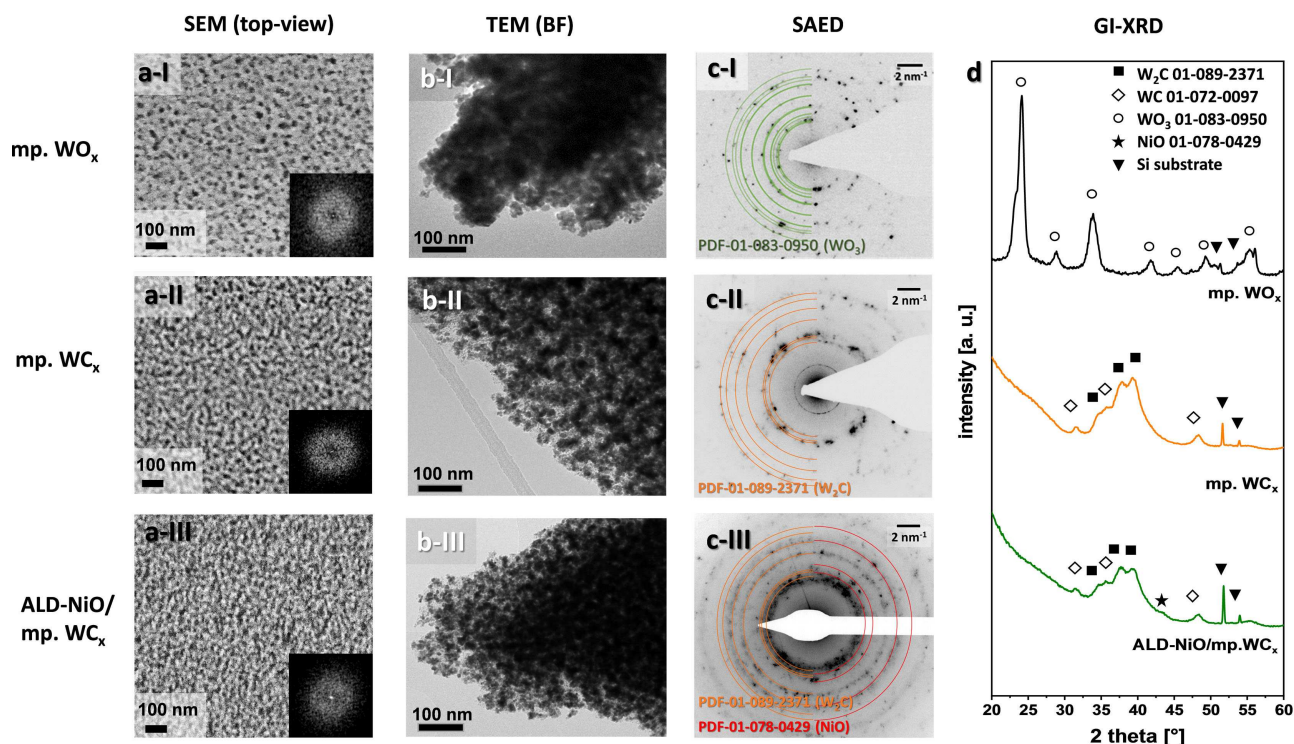 SEM (top-view)
TEM (BF)
SAED
GI-XRD
mp. WOₓ
a-I
100 nm
b-I
100 nm
c-I
2 nm⁻¹
PDF-01-083-0950 (WO₃)
mp. WCₓ
a-II
100 nm
b-II
100 nm
c-II
2 nm⁻¹
PDF-01-089-2371 (W₂C)
ALD-NiO/
mp. WCₓ
a-III
100 nm
b-III
100 nm
c-III
2 nm⁻¹
PDF-01-089-2371 (W₂C)
PDF-01-078-0429 (NiO)
d
■ W₂C 01-089-2371
◇ WC 01-072-0097
○ WO₃ 01-083-0950
★ NiO 01-078-0429
▼ Si substrate
mp. WOₓ
mp. WCₓ
ALD-NiO/mp.WCₓ
intensity [a. u.]
20 25 30 35 40 45 50 55 60
2 theta [°]